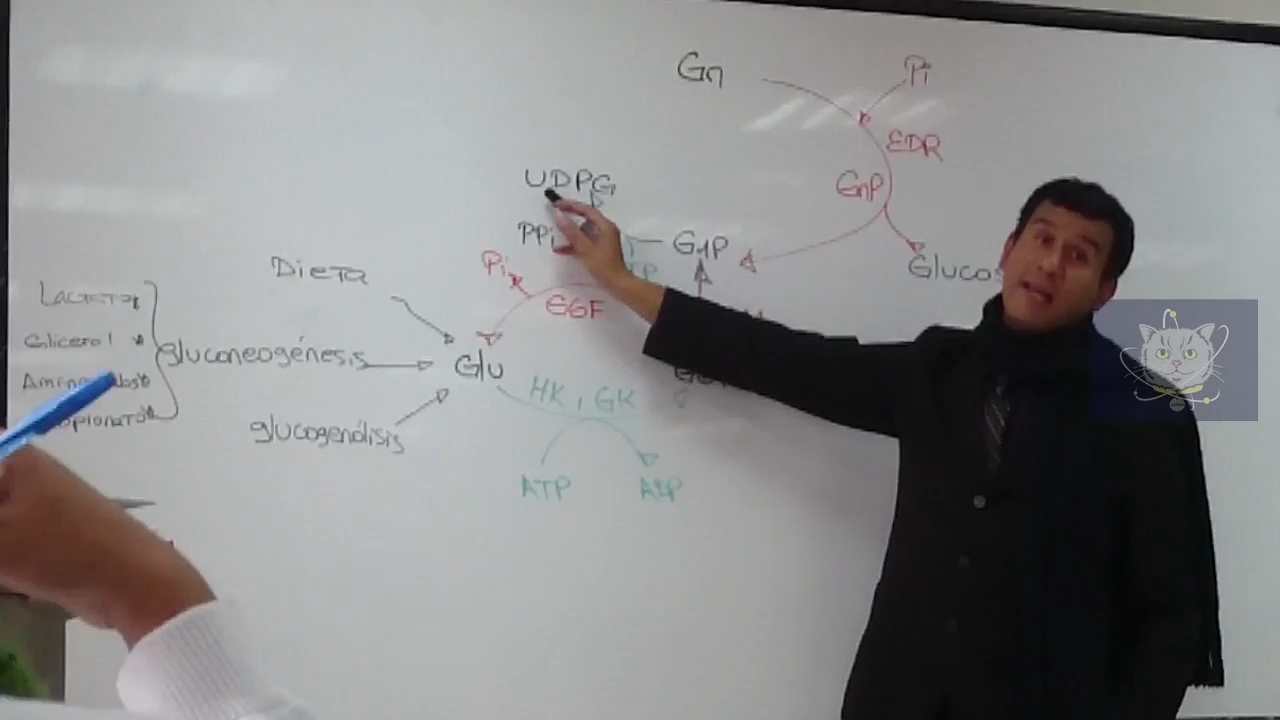 Gn
Pi
EDR
GnP
UDPG
PPi
G1P
Glucos
Pi
EGF
Dieta
Lactato
Glicerol
gluconeogénesis
Glu
HK, GK
glucogenólisis
ATP
ADP